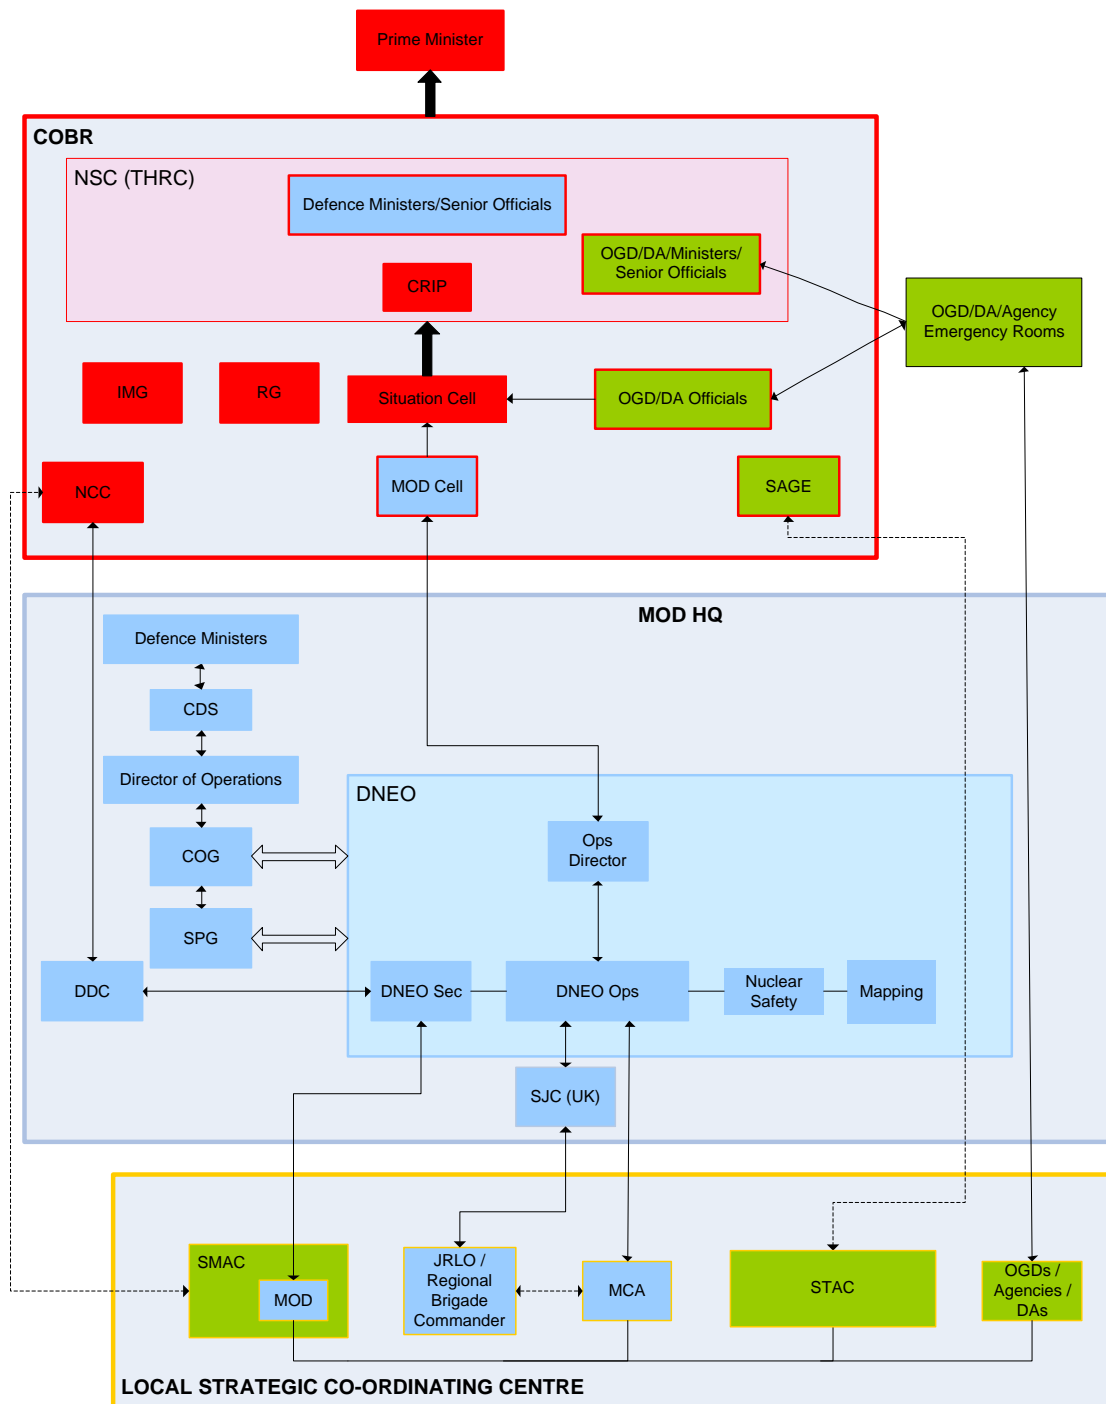 Prime Minister
COBR
NSC (THRC)
Defence Ministers/Senior Officials
OGD/DA/Ministers/
Senior Officials
CRIP
OGD/DA/Agency
Emergency Rooms
IMG
RG
Situation Cell
OGD/DA Officials
NCC
MOD Cell
SAGE
MOD HQ
Defence Ministers
CDS
Director of Operations
DNEO
COG
Ops
Director
SPG
DDC
DNEO Sec
DNEO Ops
Nuclear
Safety
Mapping
SJC (UK)
SMAC
MOD
JRLO /
Regional
Brigade
Commander
MCA
STAC
OGDs /
Agencies /
DAs
LOCAL STRATEGIC CO-ORDINATING CENTRE